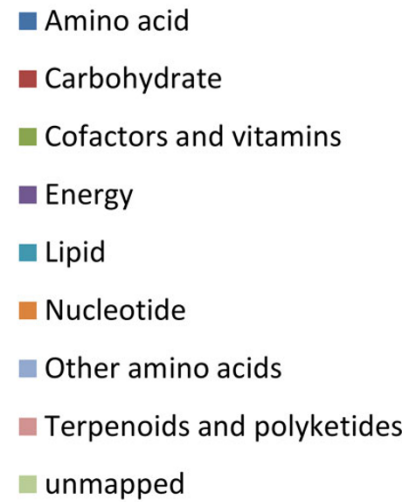 Amino acid
Carbohydrate
Cofactors and vitamins
Energy
Lipid
Nucleotide
Other amino acids
Terpenoids and polyketides
unmapped